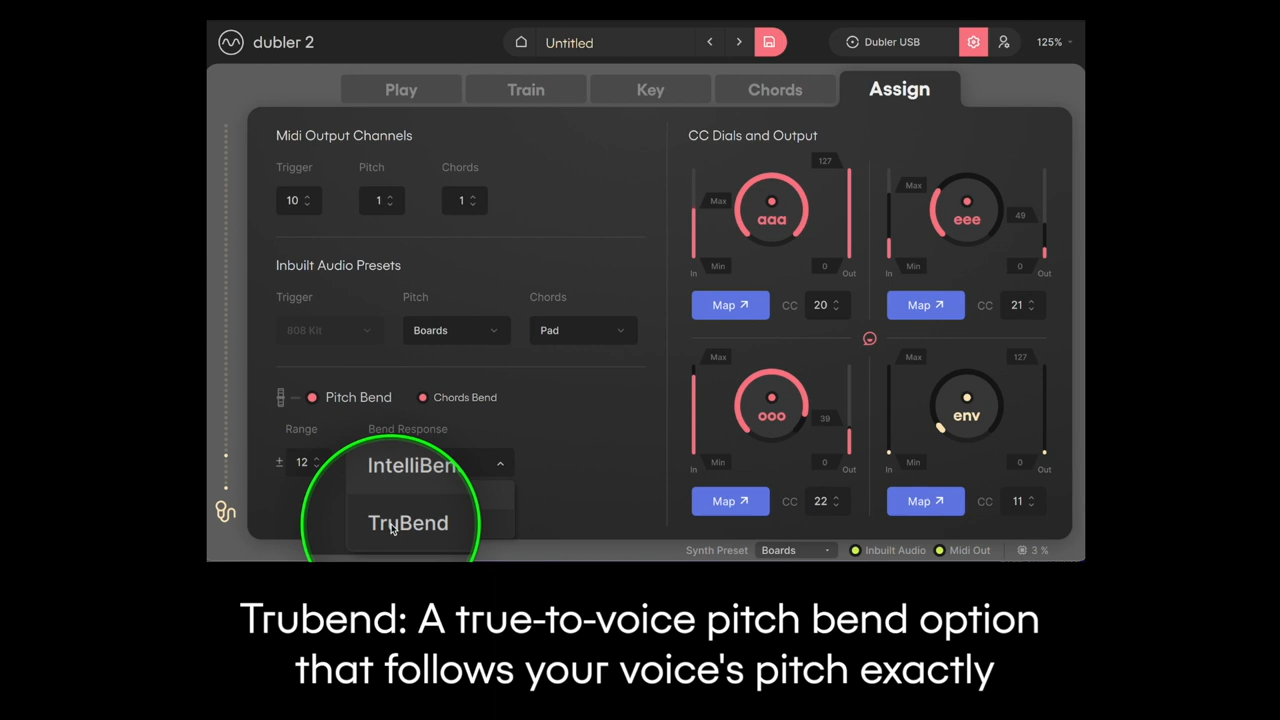 dubler 2
Untitled
Dubler USB
125%
Play
Train
Key
Chords
Assign
Midi Output Channels
Trigger
Pitch
Chords
10
1
1
Inbuilt Audio Presets
Trigger
Pitch
Chords
808 Kit
Boards
Pad
Pitch Bend
Chords Bend
Range
Bend Response
± 12
IntelliBen
TruBend
CC Dials and Output
127
Max
aaa
Min
0
In
Out
Map
CC
20
Max
eee
49
Min
0
In
Out
Map
CC
21
Max
ooo
39
Min
0
In
Out
Map
CC
22
Max
127
env
Min
0
In
Out
Map
CC
11
Synth Preset
Boards
Inbuilt Audio
Midi Out
3 %
Trubend: A true-to-voice pitch bend option
that follows your voice's pitch exactly